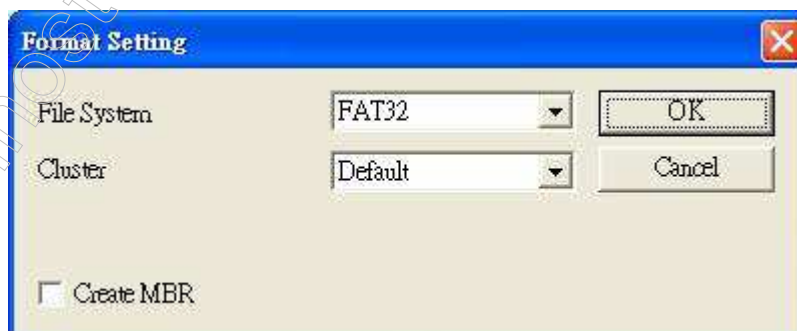 Format Setting
File System FAT32 OK
Cluster Default Cancel
Create MBR